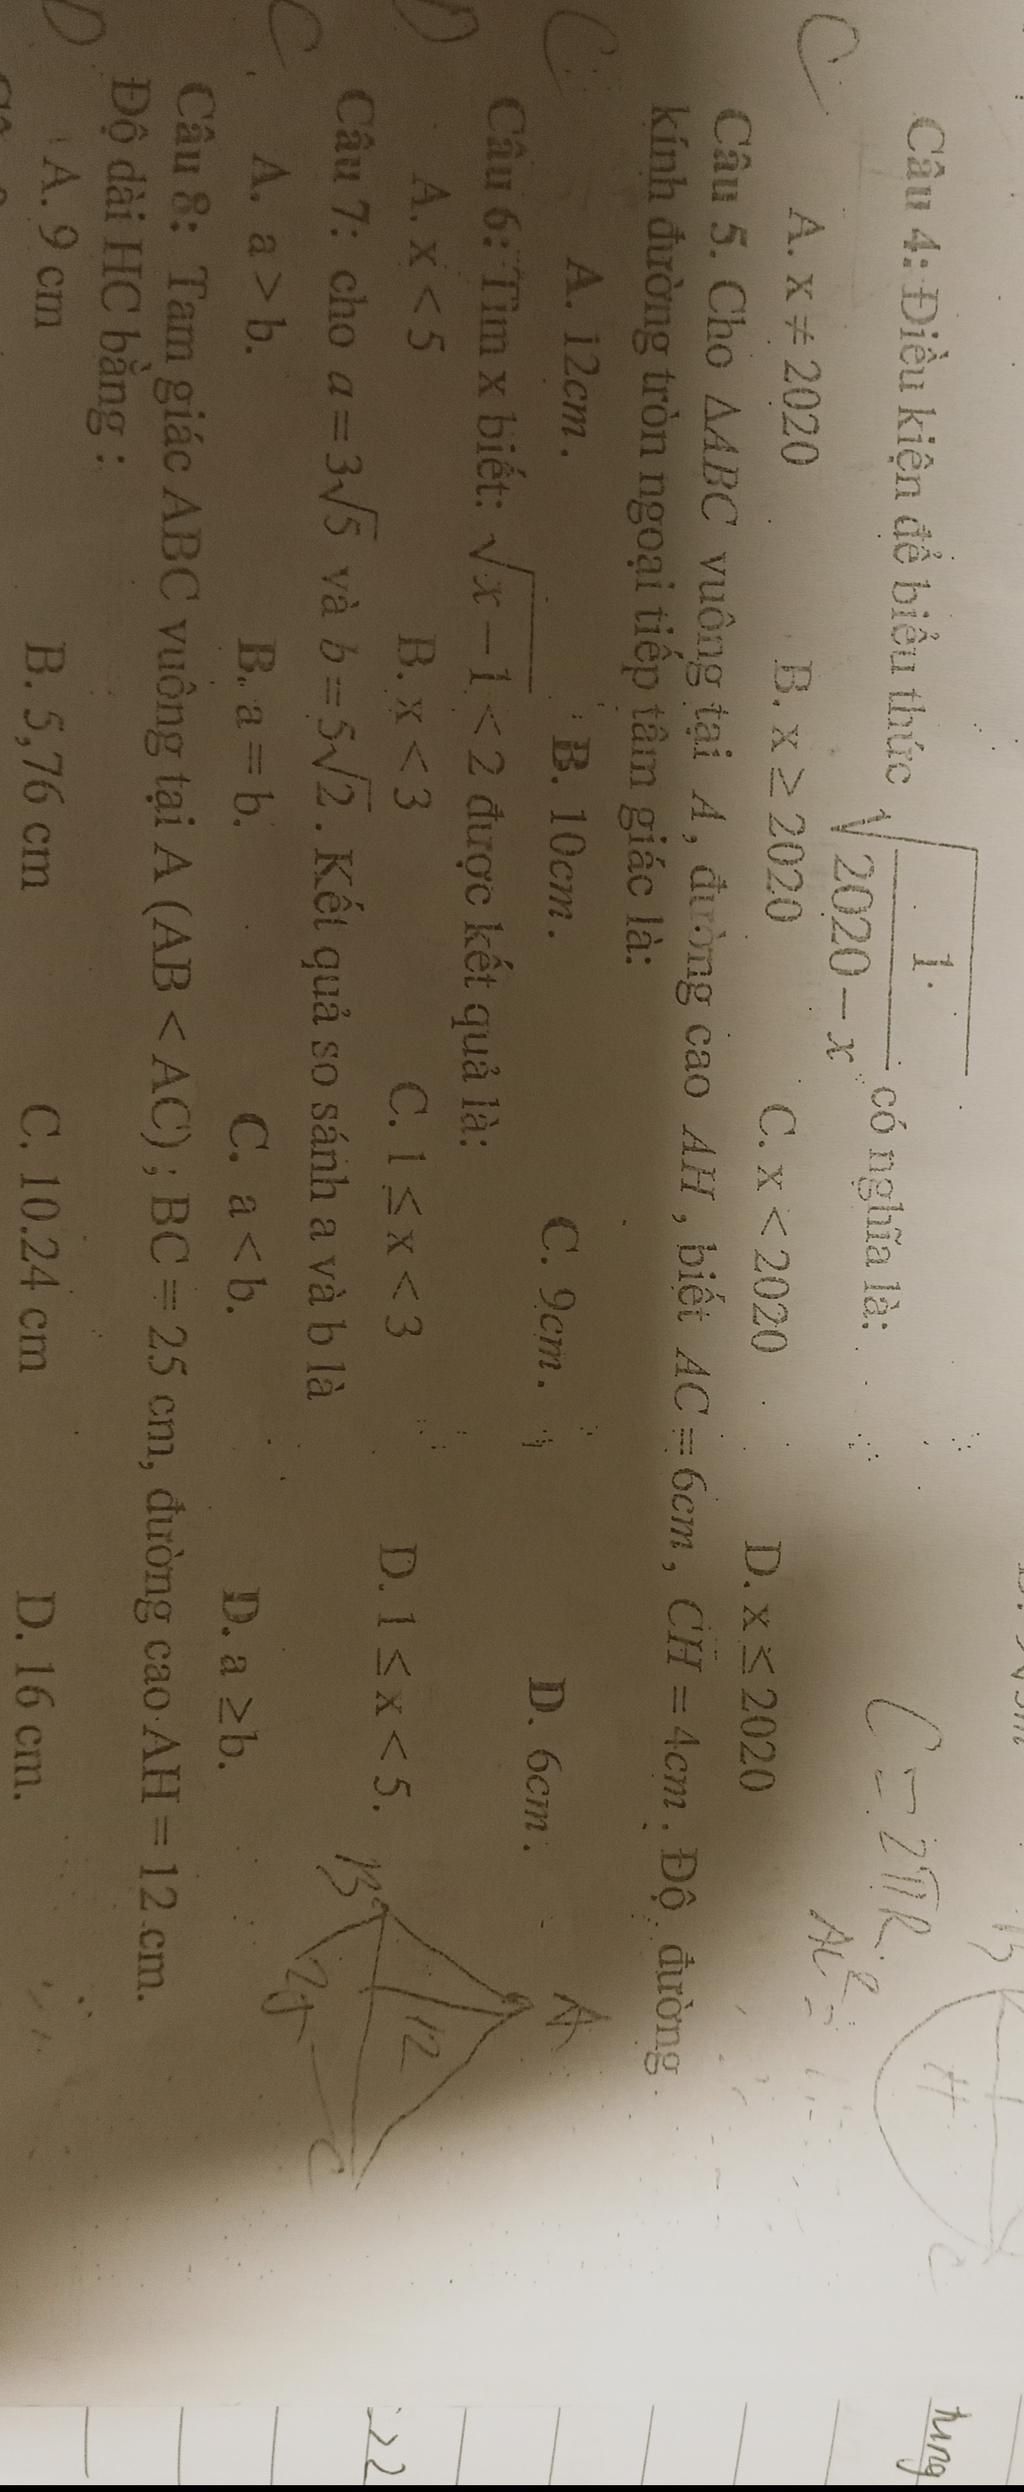 Câu 4: Điều kiện để biểu thức √(1/(2020 − x)) có nghĩa là:
C A. x ≠ 2020 B. x ≥ 2020 C. x < 2020 D. x ≤ 2020
Câu 5. Cho ΔABC vuông tại A, đường cao AH, biết AC = 6cm, CH = 4cm. Độ đường
kính đường tròn ngoại tiếp tâm giác là:
C A. 12cm. B. 10cm. C. 9cm. D. 6cm.
Câu 6: Tìm x biết: √(x − 1) < 2 được kết quả là:
D A. x < 5 B. x < 3 C. 1 ≤ x < 3 D. 1 ≤ x < 5.
Câu 7: cho a = 3√5 và b = 5√2. Kết quả so sánh a và b là
C A. a > b. B. a = b. C. a < b. D. a ≥ b.
Câu 8: Tam giác ABC vuông tại A (AB < AC); BC = 25 cm, đường cao AH = 12 cm.
Độ dài HC bằng :
D A. 9 cm B. 5,76 cm C. 10.24 cm D. 16 cm.
C = 2πR
AC² =
B
H
C
A
B
12
C